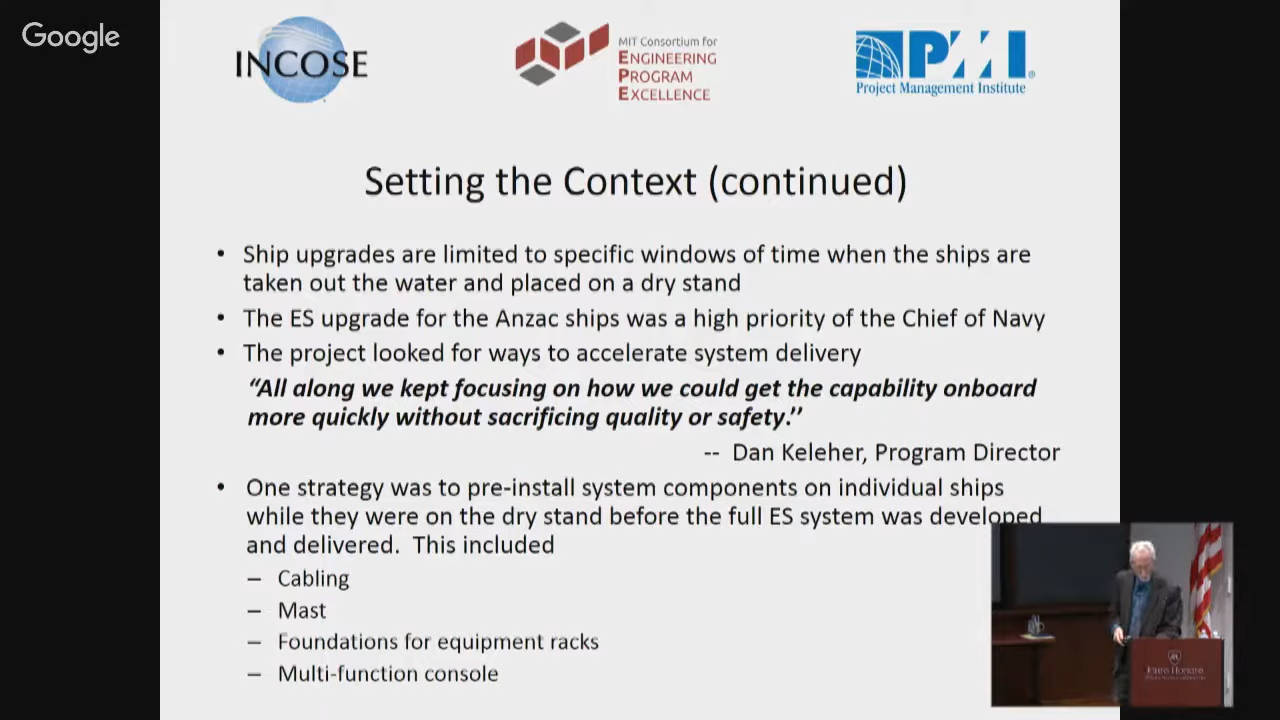 Google
INCOSE
MIT Consortium for
ENGINEERING
PROGRAM
EXCELLENCE
PMI
Project Management Institute
Setting the Context (continued)
• Ship upgrades are limited to specific windows of time when the ships are
taken out the water and placed on a dry stand
• The ES upgrade for the Anzac ships was a high priority of the Chief of Navy
• The project looked for ways to accelerate system delivery
“All along we kept focusing on how we could get the capability onboard
more quickly without sacrificing quality or safety.’’
-- Dan Keleher, Program Director
• One strategy was to pre-install system components on individual ships
while they were on the dry stand before the full ES system was developed
and delivered. This included
– Cabling
– Mast
– Foundations for equipment racks
– Multi-function console
JOHNS HOPKINS